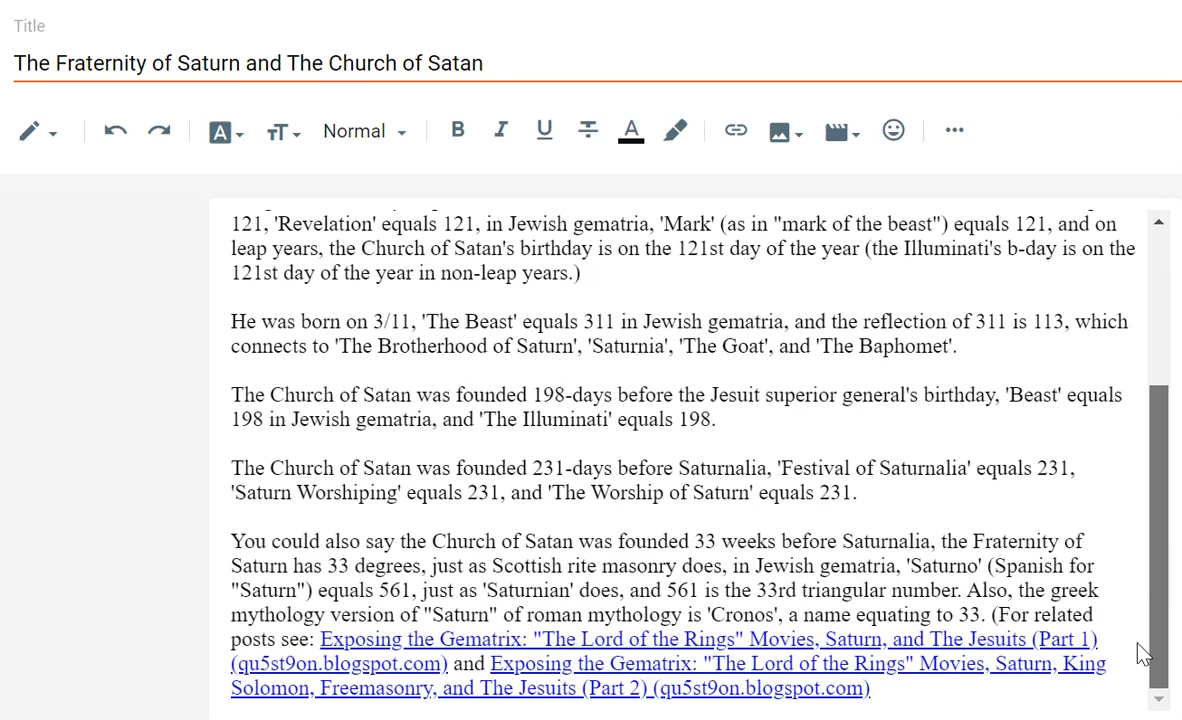 Title
The Fraternity of Saturn and The Church of Satan
Normal
B I U A
121, 'Revelation' equals 121, in Jewish gematria, 'Mark' (as in "mark of the beast") equals 121, and on
leap years, the Church of Satan's birthday is on the 121st day of the year (the Illuminati's b-day is on the
121st day of the year in non-leap years.)
He was born on 3/11, 'The Beast' equals 311 in Jewish gematria, and the reflection of 311 is 113, which
connects to 'The Brotherhood of Saturn', 'Saturnia', 'The Goat', and 'The Baphomet'.
The Church of Satan was founded 198-days before the Jesuit superior general's birthday, 'Beast' equals
198 in Jewish gematria, and 'The Illuminati' equals 198.
The Church of Satan was founded 231-days before Saturnalia, 'Festival of Saturnalia' equals 231,
'Saturn Worshiping' equals 231, and 'The Worship of Saturn' equals 231.
You could also say the Church of Satan was founded 33 weeks before Saturnalia, the Fraternity of
Saturn has 33 degrees, just as Scottish rite masonry does, in Jewish gematria, 'Saturno' (Spanish for
"Saturn") equals 561, just as 'Saturnian' does, and 561 is the 33rd triangular number. Also, the greek
mythology version of "Saturn" of roman mythology is 'Cronos', a name equating to 33. (For related
posts see: Exposing the Gematrix: "The Lord of the Rings" Movies, Saturn, and The Jesuits (Part 1)
(qu5st9on.blogspot.com) and Exposing the Gematrix: "The Lord of the Rings" Movies, Saturn, King
Solomon, Freemasonry, and The Jesuits (Part 2) (qu5st9on.blogspot.com)